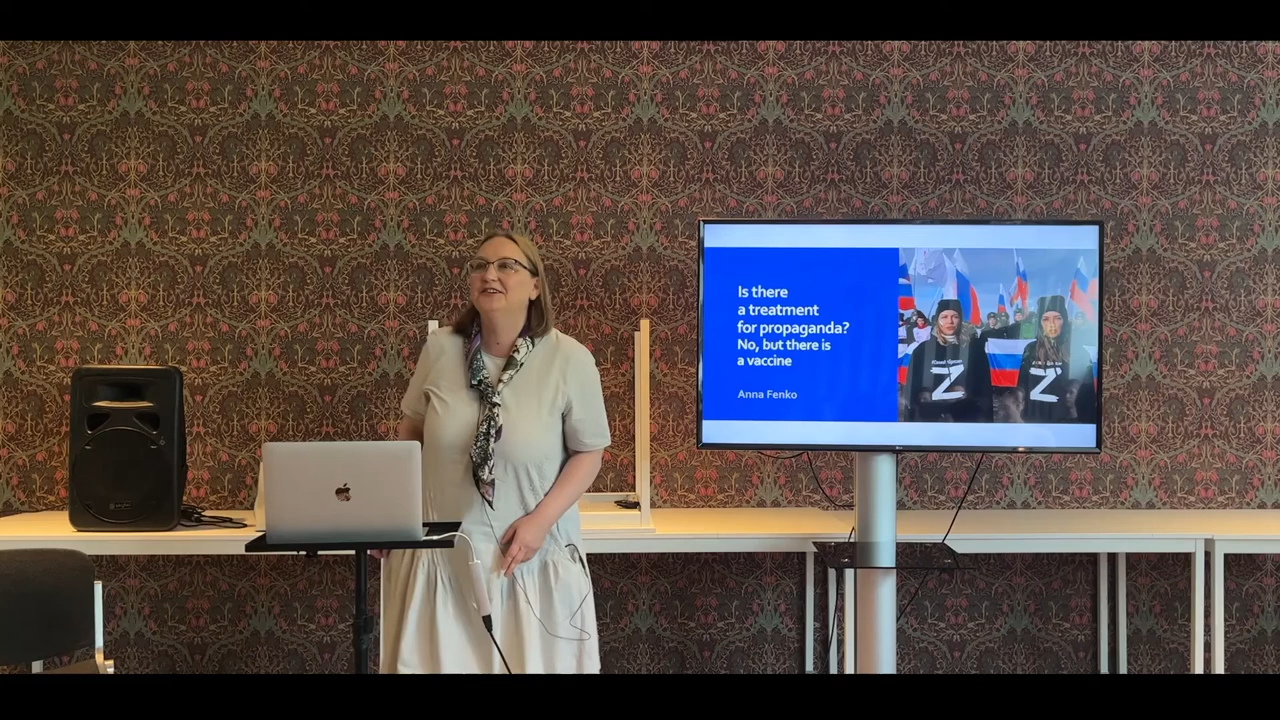 Is there
a treatment
for propaganda?
No, but there is
a vaccine
Anna Fenko
Z
Z